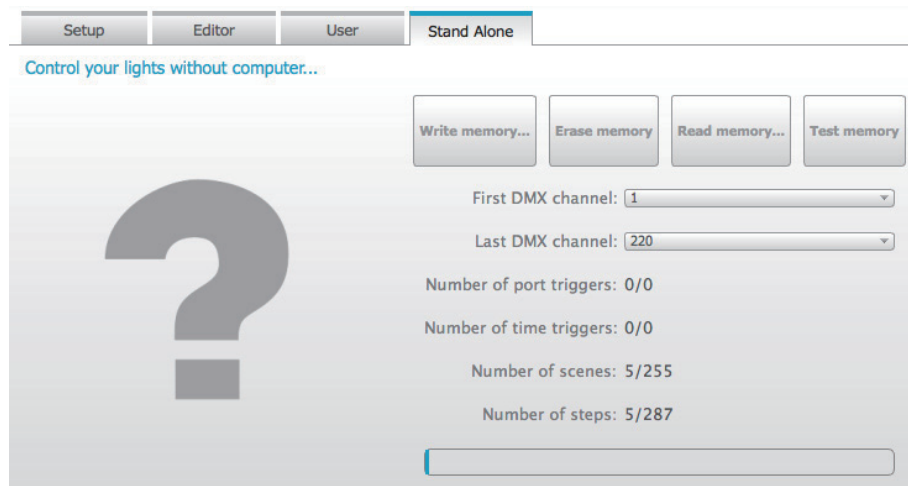 Setup Editor User Stand Alone
Control your lights without computer...
Write memory... Erase memory Read memory... Test memory
First DMX channel: 1
Last DMX channel: 220
Number of port triggers: 0/0
Number of time triggers: 0/0
Number of scenes: 5/255
Number of steps: 5/287
?